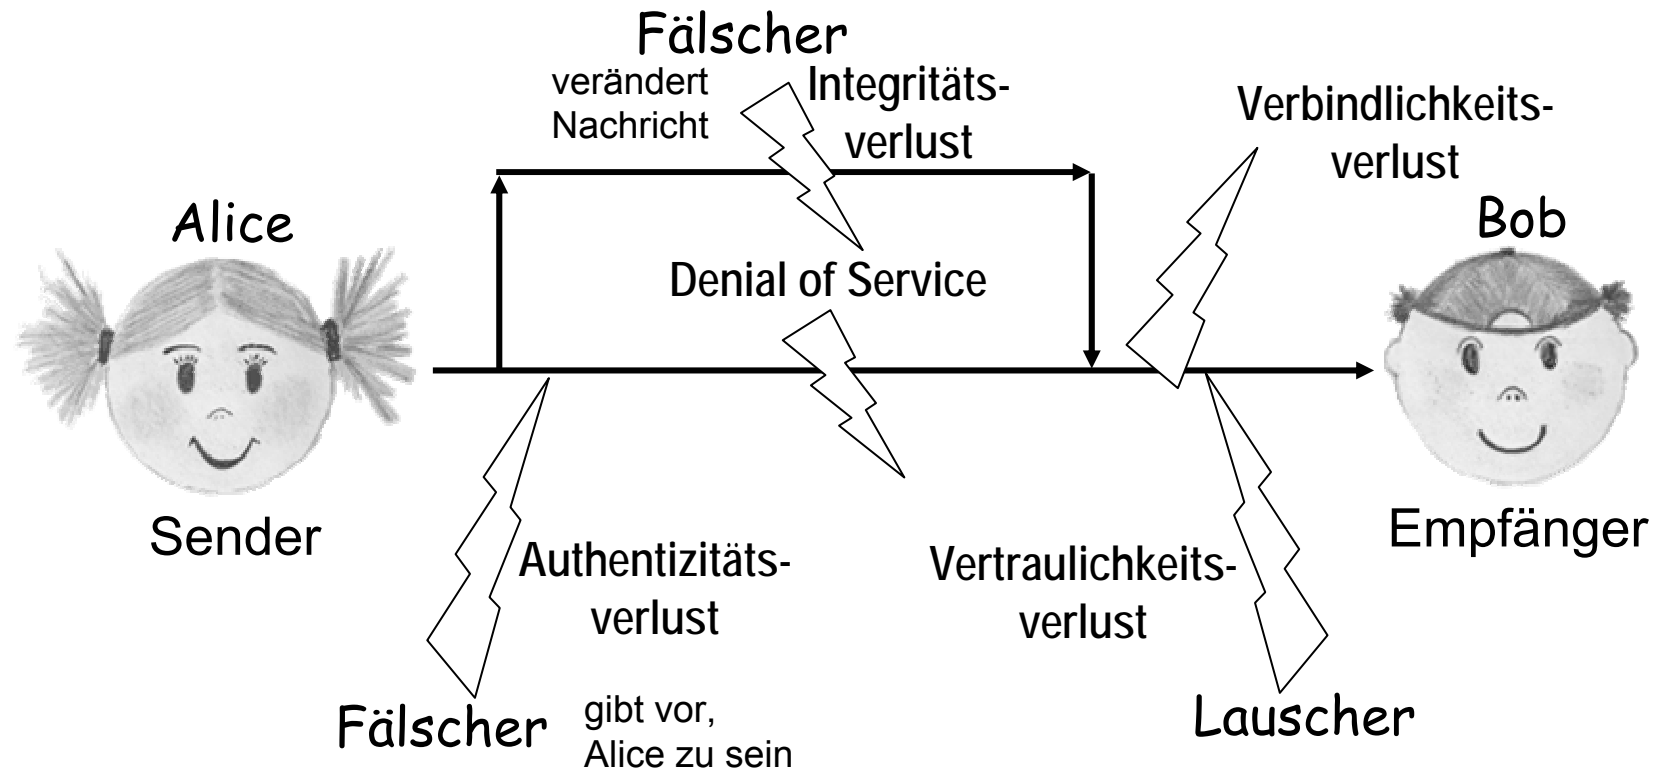 Fälscher
verändert
Nachricht
Integritäts-
verlust
Verbindlichkeits-
verlust
Alice
Bob
Denial of Service
Sender
Empfänger
Authentizitäts-
verlust
Vertraulichkeits-
verlust
Fälscher
gibt vor,
Alice zu sein
Lauscher